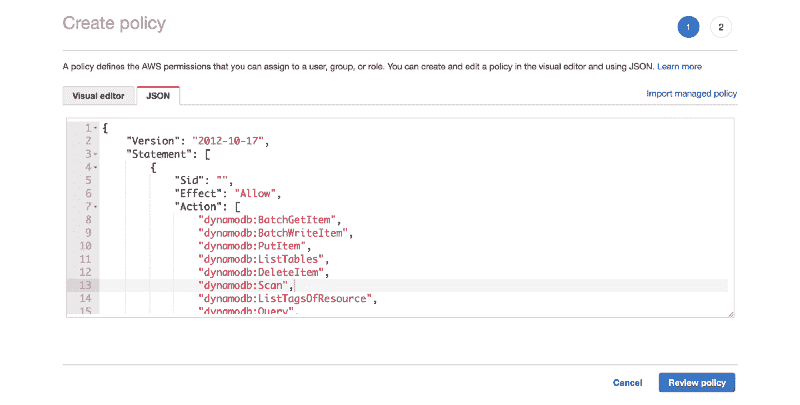 Create policy
1 2
A policy defines the AWS permissions that you can assign to a user, group, or role. You can create and edit a policy in the visual editor and using JSON. Learn more
Visual editor JSON Import managed policy
1 {
2 "Version": "2012-10-17",
3 "Statement": [
4 {
5 "Sid": "",
6 "Effect": "Allow",
7 "Action": [
8 "dynamodb:BatchGetItem",
9 "dynamodb:BatchWriteItem",
10 "dynamodb:PutItem",
11 "dynamodb:ListTables",
12 "dynamodb:DeleteItem",
13 "dynamodb:Scan",
14 "dynamodb:ListTagsOfResource",
15 "dynamodb:Query",
Cancel Review policy